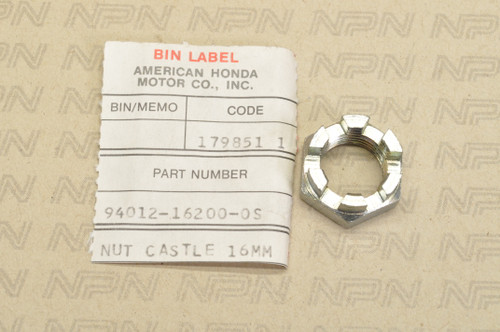 BIN LABEL
AMERICAN HONDA
MOTOR CO., INC.
BIN/MEMO CODE
179851 1
PART NUMBER
94012-16200-0S
NUT CASTLE 16MM